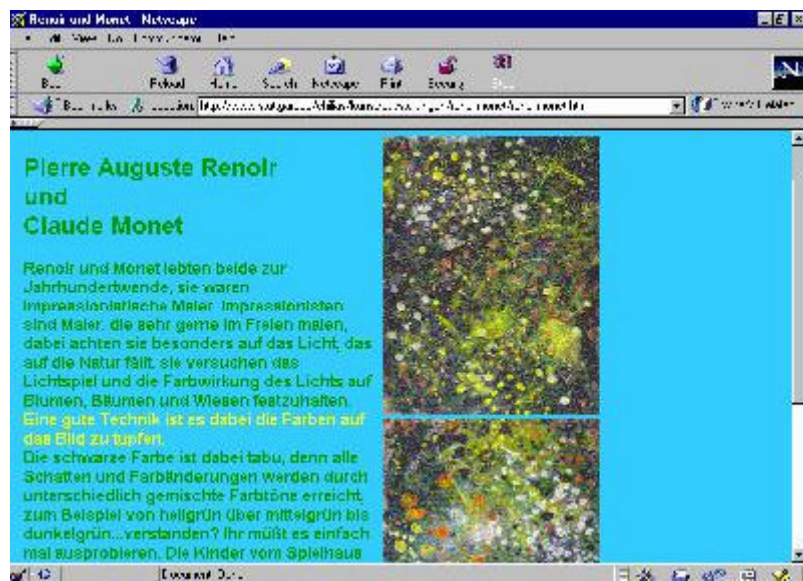 Renoir und Monet - Netscape
View
Reload Search Netscape Print
Pierre Auguste Renoir
und
Claude Monet
Renoir und Monet lebten beide zur
Jahrhundertwende, sie waren
impressionistische Maler. Impressionisten
sind Maler, die sehr gerne im Freien malen,
dabei achten sie besonders auf das Licht, das
auf die Natur fällt, sie versuchen das
Lichtspiel und die Farbwirkung des Lichts auf
Blumen, Bäumen und Wiesen festzuhalten.
Eine gute Technik ist es dabei die Farben auf
das Bild zu tupfen.
Die schwarze Farbe ist dabei tabu, denn alle
Schatten und Farbänderungen werden durch
unterschiedlich gemischte Farbtöne erreicht,
zum Beispiel von hellgrün über mittelgrün bis
dunkelgrün...verstanden? Ihr müßt es einfach
mal ausprobieren. Die Kinder vom Spielhaus